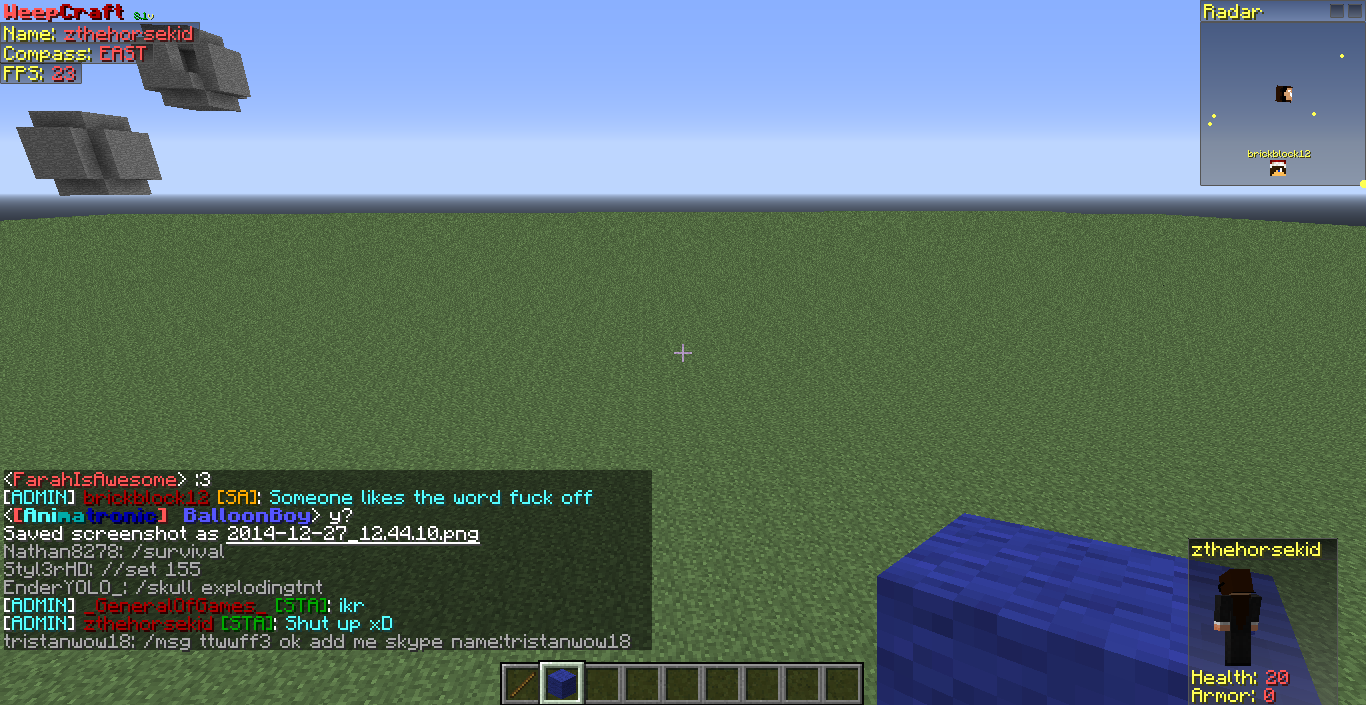 WeepCraft 8.1v
Name: zthehorsekid
Compass: EAST
FPS: 23
Radar
brickblock12
<FarahIsAwesome> :3
[ADMIN] brickblock12 [SA]: Someone likes the word fuck off
<[Animatronic] BalloonBoy> y?
Saved screenshot as 2014-12-27_12.44.10.png
Nathan8278: /survival
Styl3rHD: //set 155
EnderYOLO_: /skull explodingtnt
[ADMIN] _GeneralOfGames_ [STA]: ikr
[ADMIN] zthehorsekid [STA]: Shut up xD
tristanwow18: /msg ttwwff3 ok add me skype name:tristanwow18
zthehorsekid
Health: 20
Armor: 0